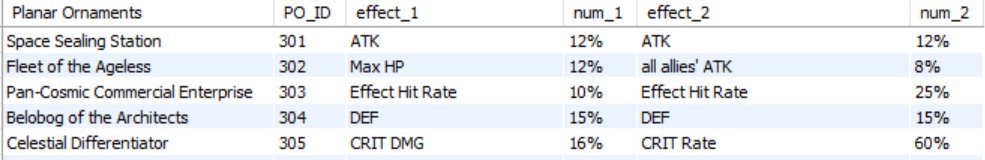 Planar Ornaments PO_ID effect_1 num_1 effect_2 num_2
Space Sealing Station 301 ATK 12% ATK 12%
Fleet of the Ageless 302 Max HP 12% all allies' ATK 8%
Pan-Cosmic Commercial Enterprise 303 Effect Hit Rate 10% Effect Hit Rate 25%
Belobog of the Architects 304 DEF 15% DEF 15%
Celestial Differentiator 305 CRIT DMG 16% CRIT Rate 60%